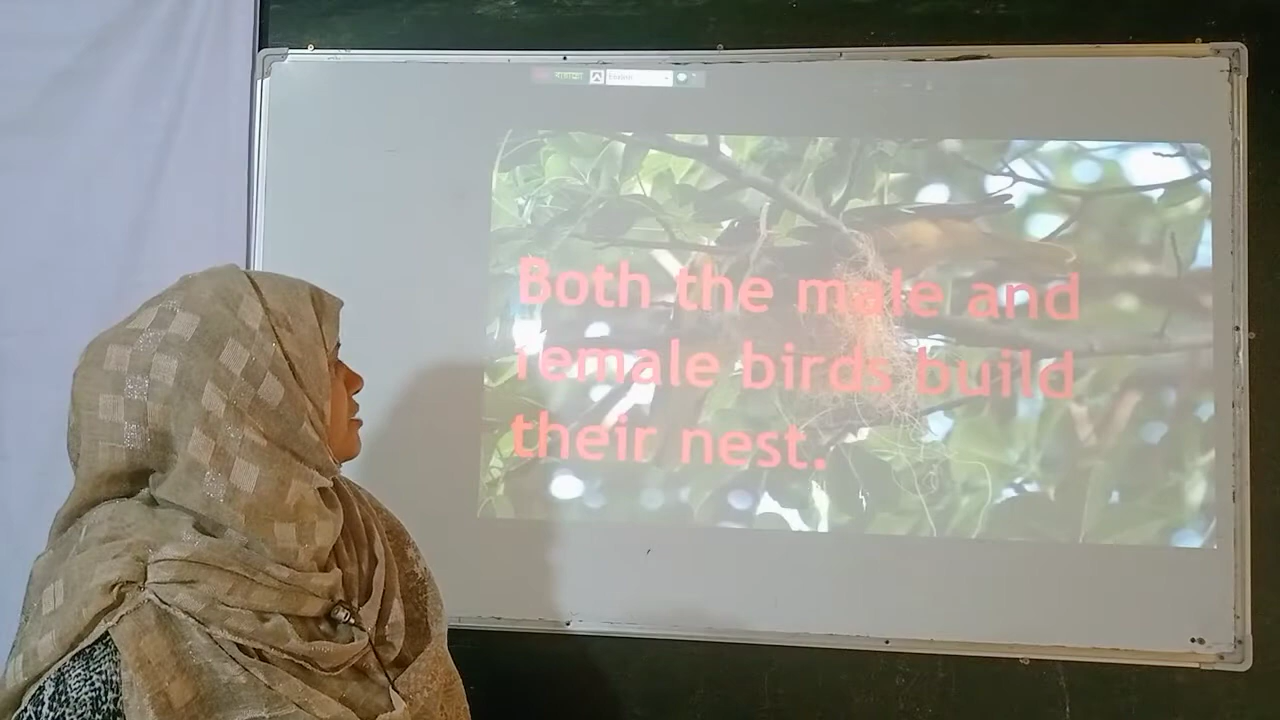 Both the male and
female birds build
their nest.